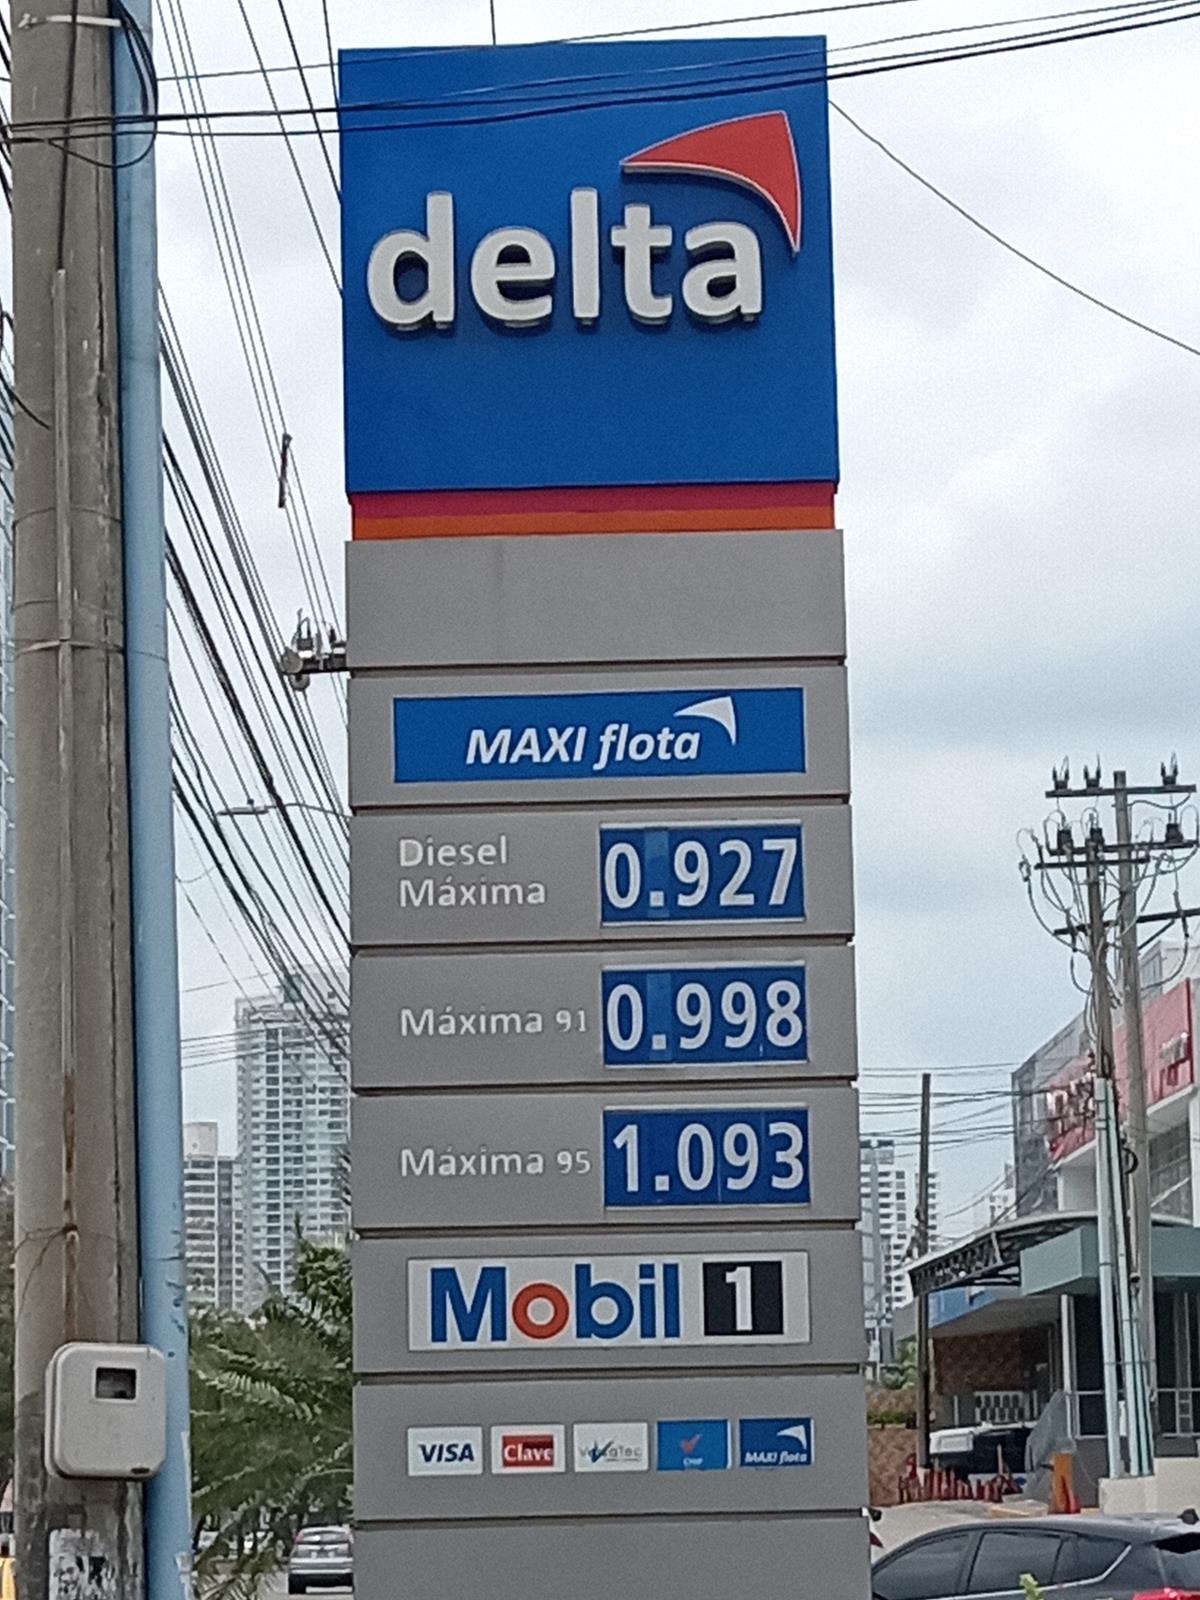 delta
MAXI flota
Diesel
Máxima
0.927
Máxima 91
0.998
Máxima 95
1.093
Mobil 1
VISA
Clave
MAXI flota